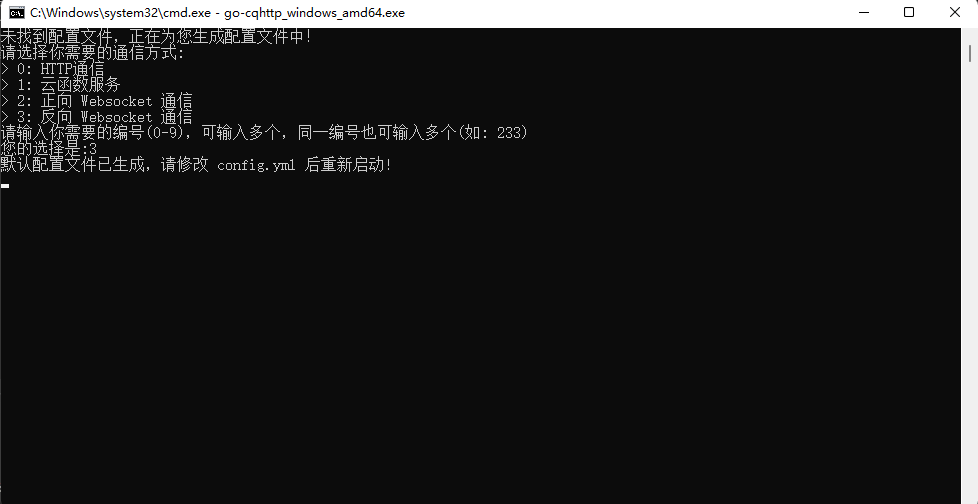 C:\Windows\system32\cmd.exe - go-cqhttp_windows_amd64.exe
未找到配置文件，正在为您生成配置文件中!
请选择你需要的通信方式:
> 0: HTTP通信
> 1: 云函数服务
> 2: 正向 Websocket 通信
> 3: 反向 Websocket 通信
请输入你需要的编号(0-9)，可输入多个，同一编号也可输入多个(如: 233)
您的选择是:3
默认配置文件已生成，请修改 config.yml 后重新启动!